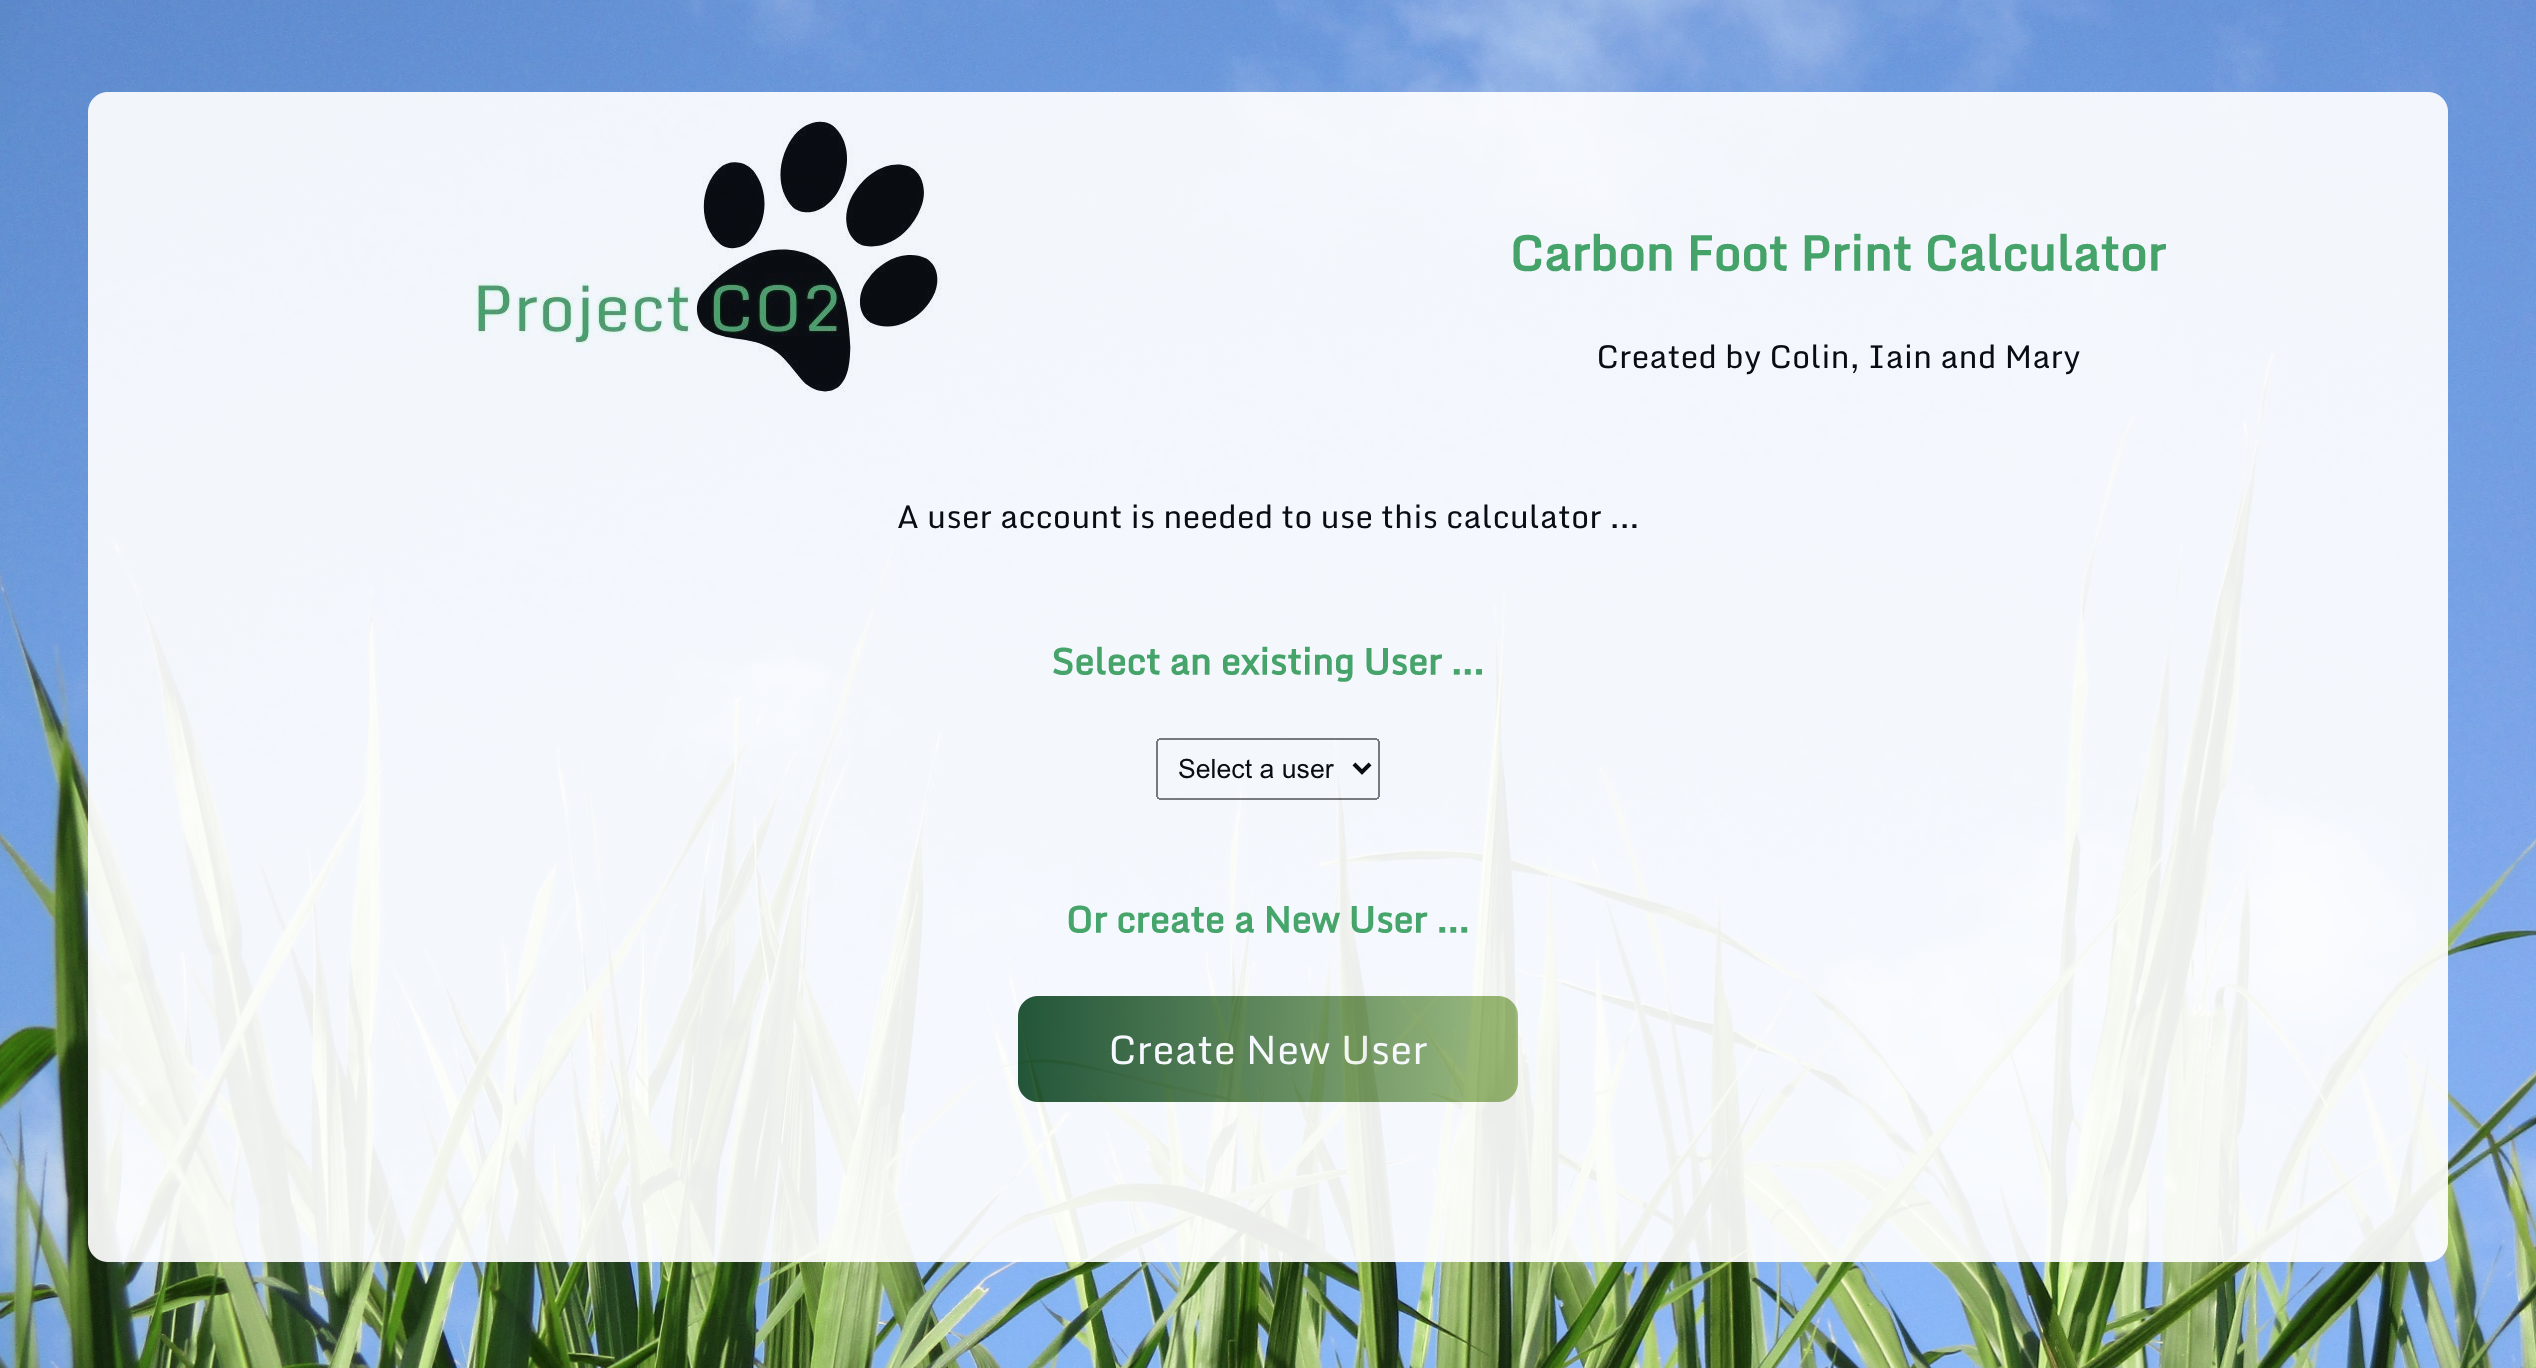 Project CO2
Carbon Foot Print Calculator
Created by Colin, Iain and Mary
A user account is needed to use this calculator ...
Select an existing User ...
Select a user
Or create a New User ...
Create New User